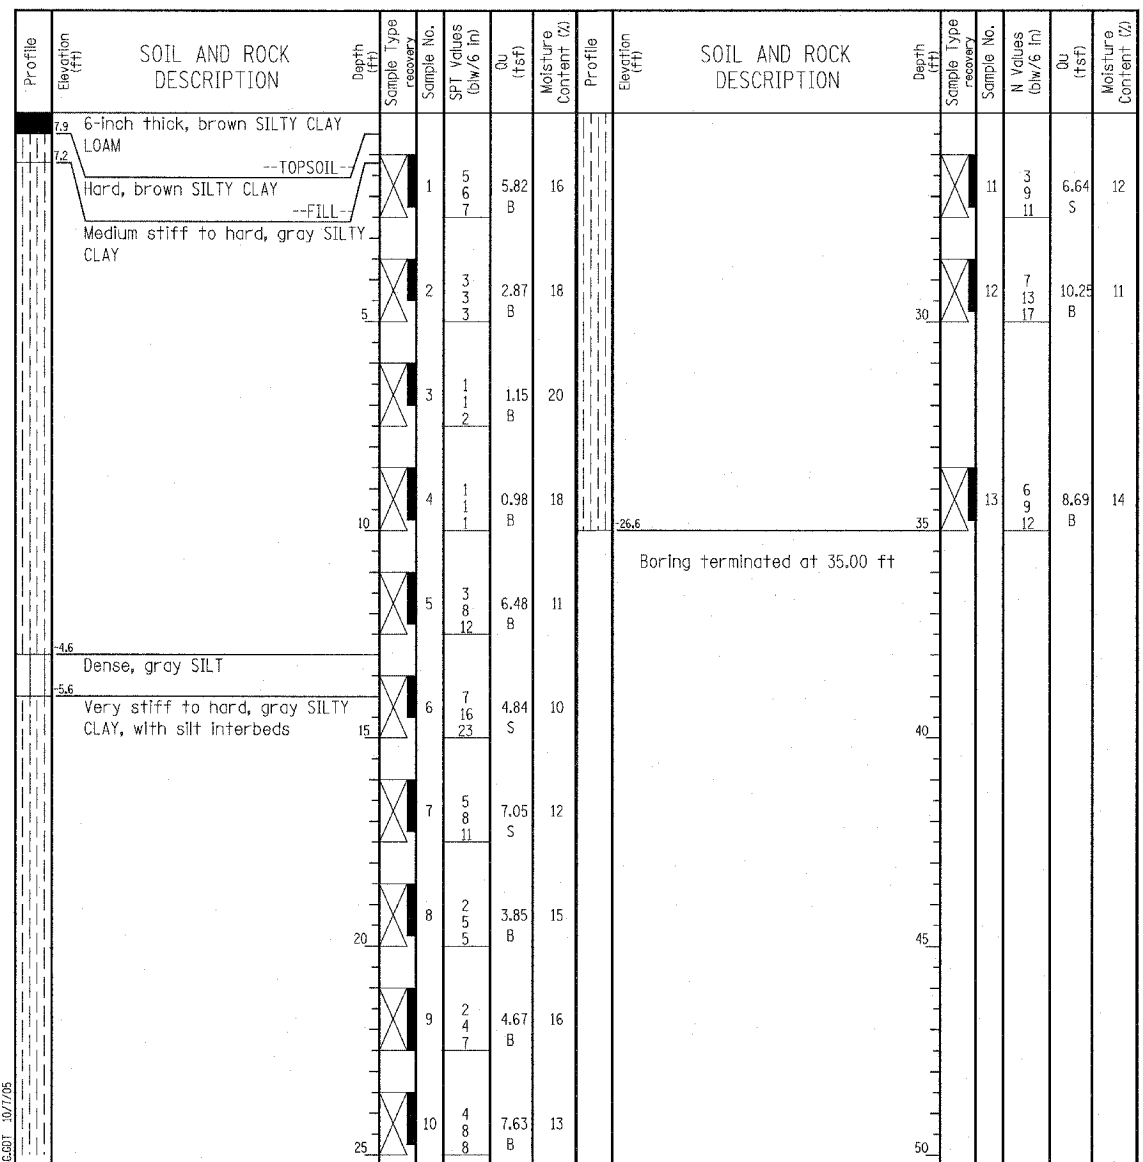 Profile
Elevation (ft)
SOIL AND ROCK
DESCRIPTION
Depth (ft)
Sample Type
recovery
Sample No.
SPT Values
(blw/6 in)
Qu
(tsf)
Moisture
Content (%)
7.9 6-inch thick, brown SILTY CLAY
LOAM
7.2
--TOPSOIL--
Hard, brown SILTY CLAY
--FILL--
Medium stiff to hard, gray SILTY
CLAY
1 5 6 7 5.82 B 16
2 3 3 3 2.87 B 18
5
3 1 1 2 1.15 B 20
4 1 1 1 0.98 B 18
10
5 3 8 12 6.48 B 11
-4.6
Dense, gray SILT
-5.6
Very stiff to hard, gray SILTY
CLAY, with silt interbeds
6 7 16 23 4.84 S 10
15
7 5 8 11 7.05 S 12
8 2 5 5 3.85 B 15
20
9 2 4 7 4.67 B 16
10 4 8 8 7.63 B 13
25
G.GDT 10/7/05
Profile
Elevation (ft)
SOIL AND ROCK
DESCRIPTION
Depth (ft)
Sample Type
recovery
Sample No.
N Values
(blw/6 in)
Qu
(tsf)
Moisture
Content (%)
11 3 9 11 6.64 S 12
12 7 13 17 10.25 B 11
30
13 6 9 12 8.69 B 14
-26.6
35
Boring terminated at 35.00 ft
40
45
50